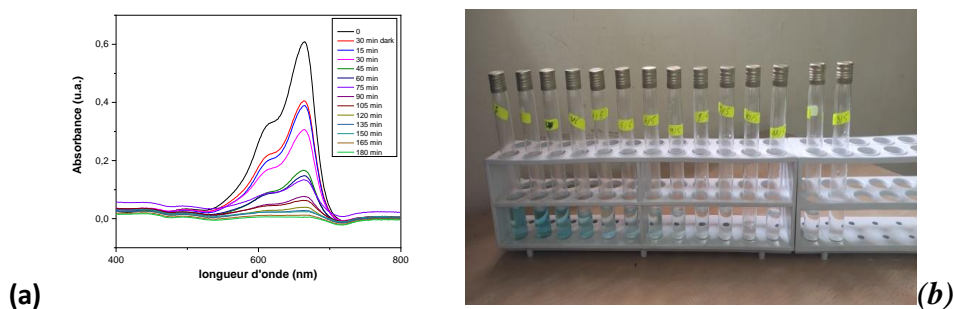 0,6
0,4
0,2
0,0
Absorbance (u.a.)
0
30 min dark
15 min
30 min
45 min
60 min
75 min
90 min
105 min
120 min
135 min
150 min
165 min
180 min
400
600
800
longueur d'onde (nm)
(a)
(b)